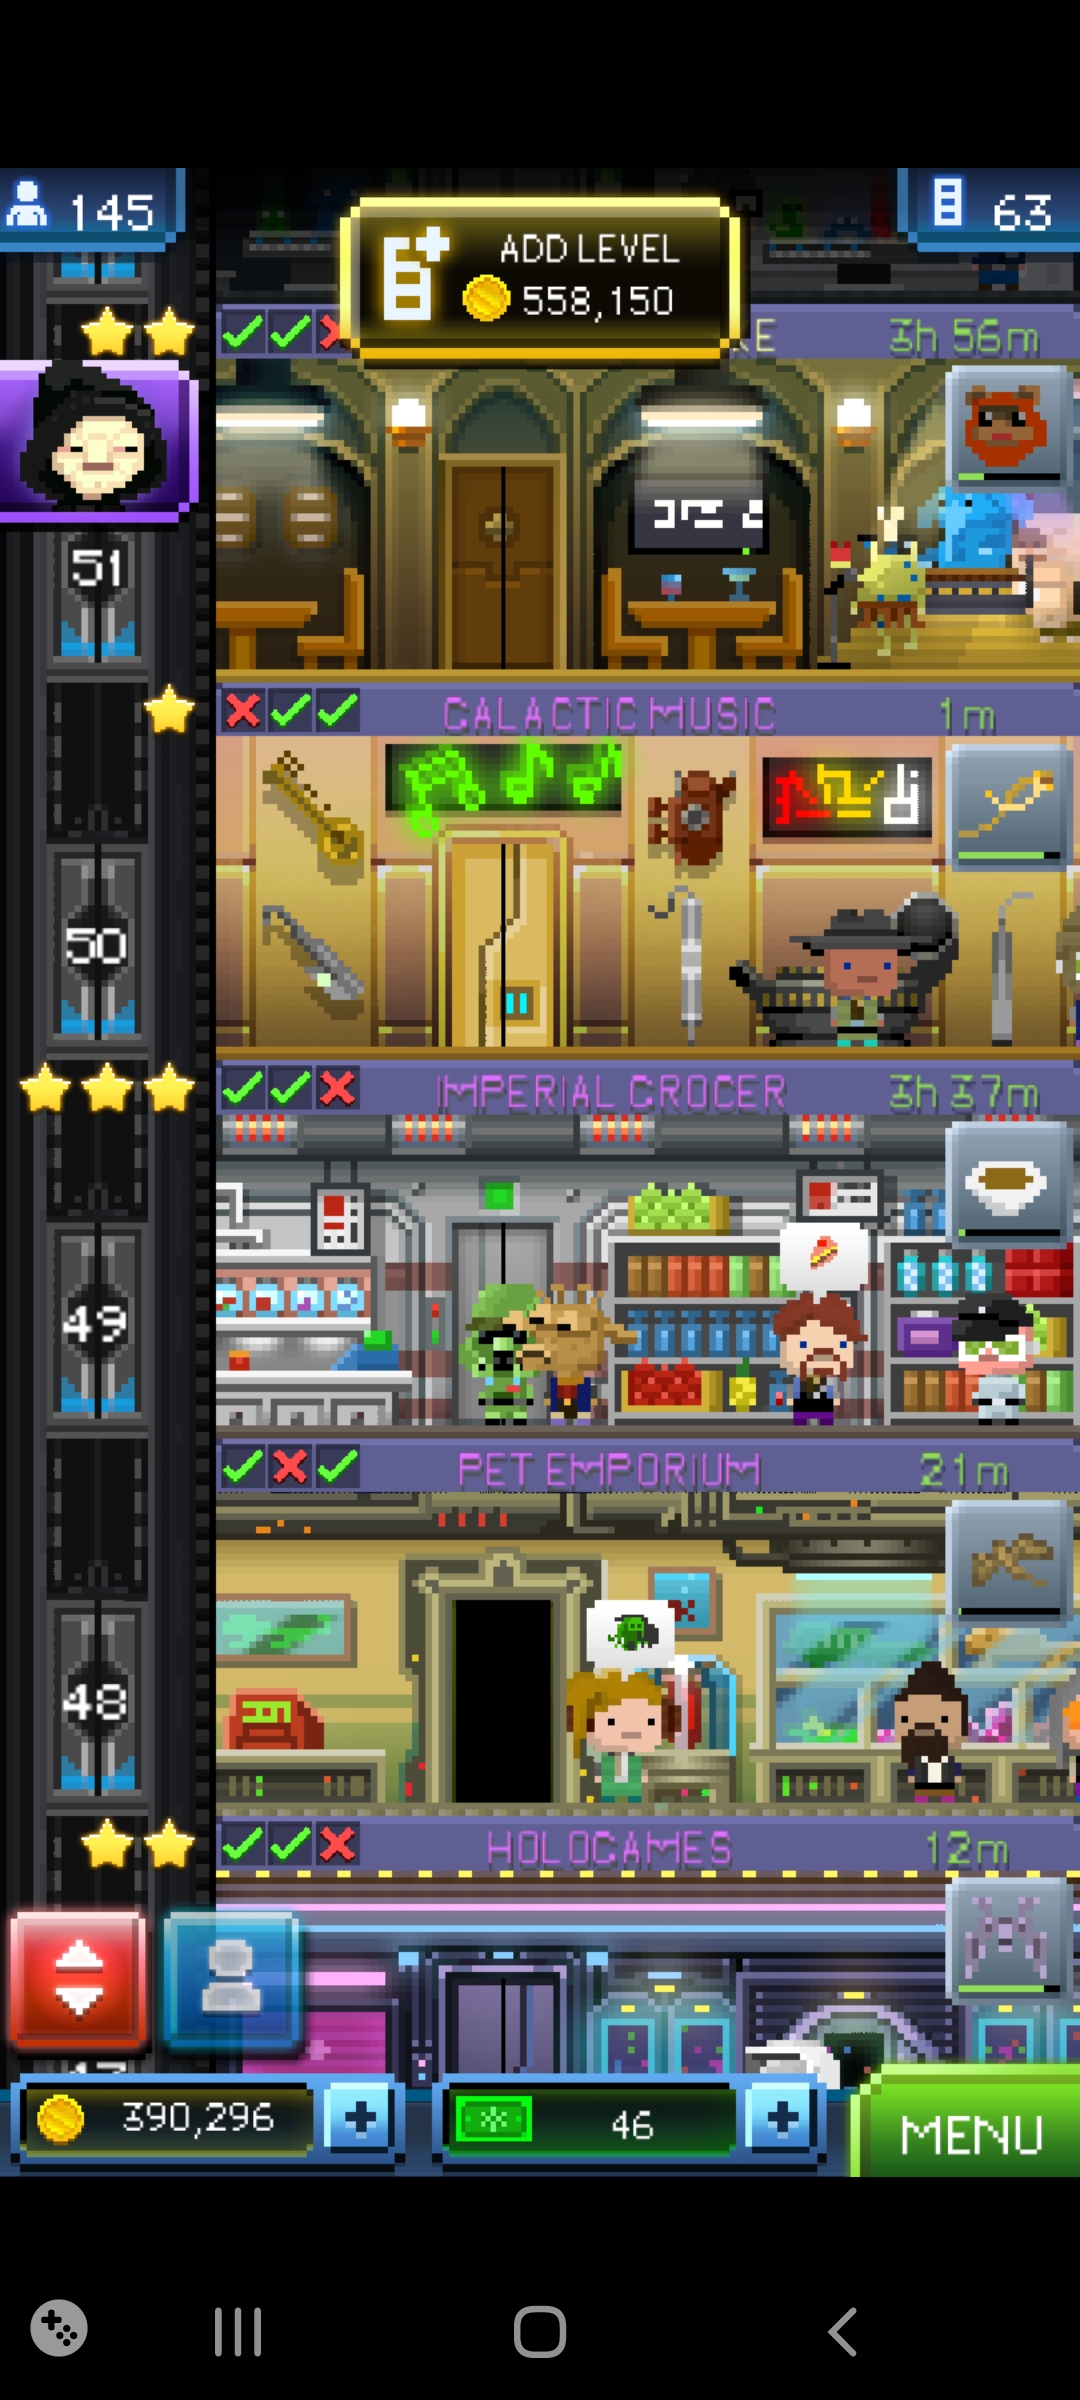 145
ADD LEVEL
558,150
63
KE
3h 56m
51
GALACTIC MUSIC
1m
50
IMPERIAL GROCER
3h 37m
49
PET EMPORIUM
21m
48
HOLOGAMES
12m
390,296
46
MENU